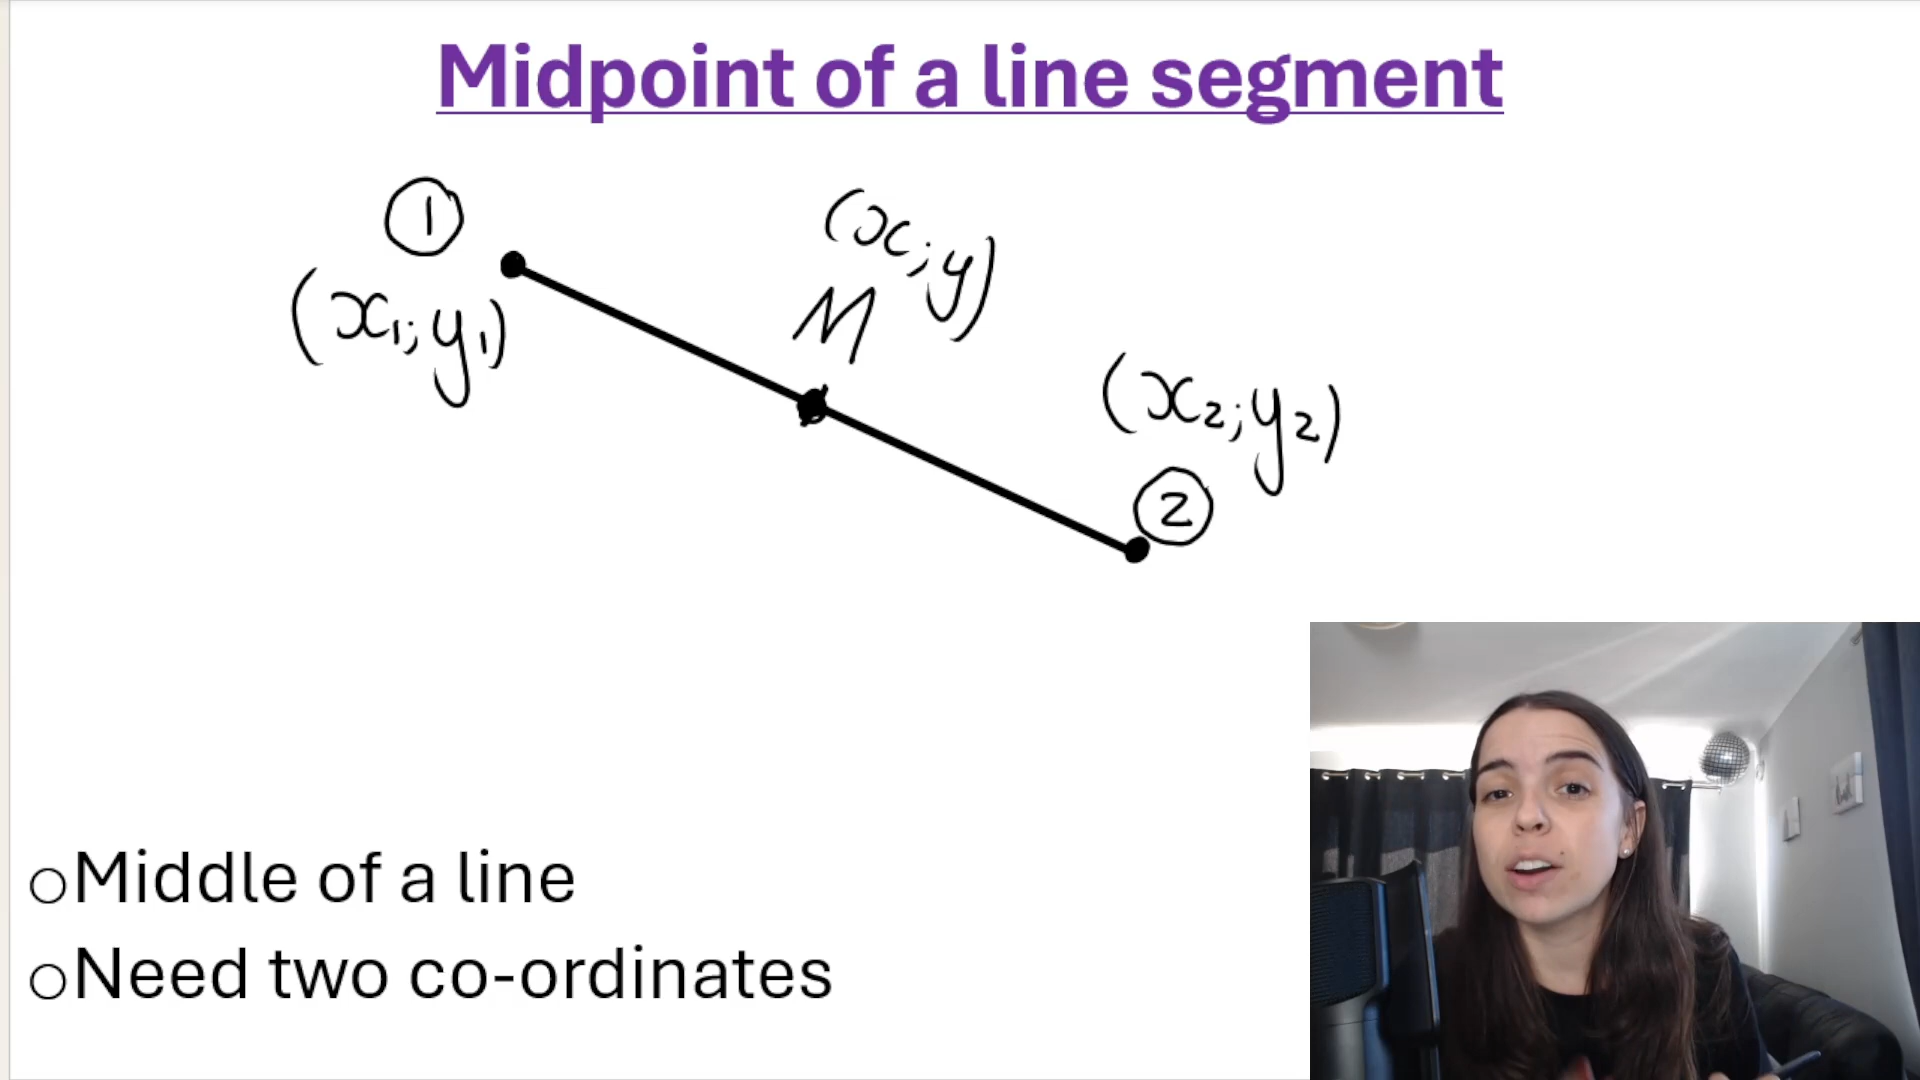 Midpoint of a line segment
①
(x₁; y₁)
(x; y)
M
(x₂; y₂)
②
○Middle of a line
○Need two co-ordinates